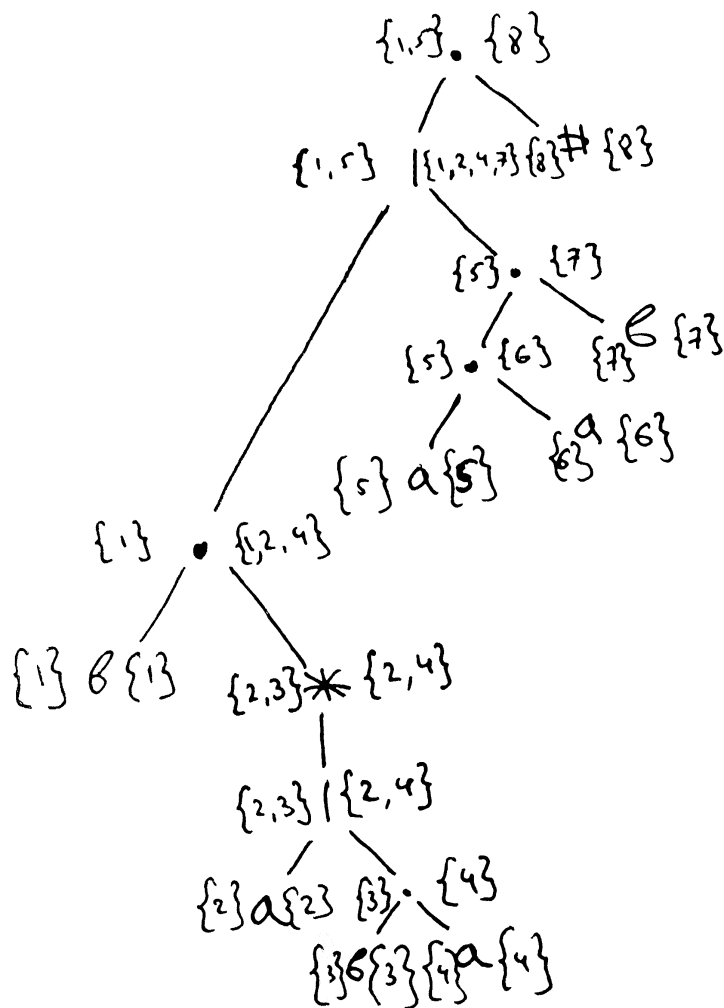 {1,5} . {8}
{1,5} | {1,2,4,7} {8} # {8}
{5} . {7}
{5} . {6} {7} b {7}
{5} a {5} {6} a {6}
{1} . {1,2,4}
{1} b {1} {2,3} * {2,4}
{2,3} | {2,4}
{2} a {2} {3} . {4}
{3} b {3} {4} a {4}